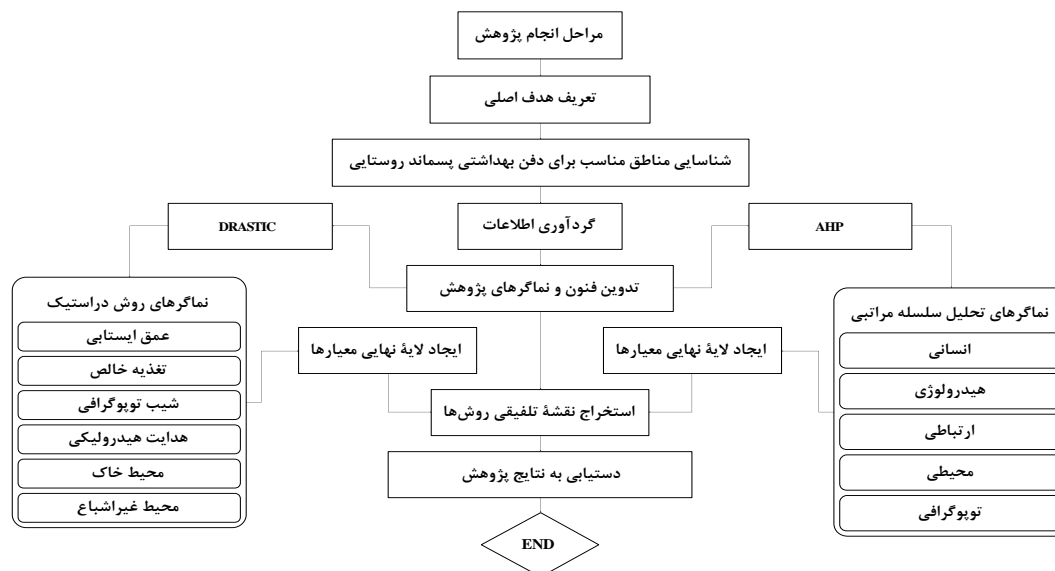 مراحل انجام پژوهش
تعریف هدف اصلی
شناسایی مناطق مناسب برای دفن بهداشتی پسماند روستایی
گردآوری اطلاعات
AHP
DRASTIC
تدوین فنون و نماگرهای پژوهش
نماگرهای تحلیل سلسله مراتبی
انسانی
هیدرولوژی
ارتباطی
محیطی
توپوگرافی
نماگرهای روش دراستیک
عمق ایستابی
تغذیه خالص
شیب توپوگرافی
هدایت هیدرولیکی
محیط خاک
محیط غیراشباع
ایجاد لایۀ نهایی معیارها
ایجاد لایۀ نهایی معیارها
استخراج نقشۀ تلفیقی روش‌ها
دستیابی به نتایج پژوهش
END